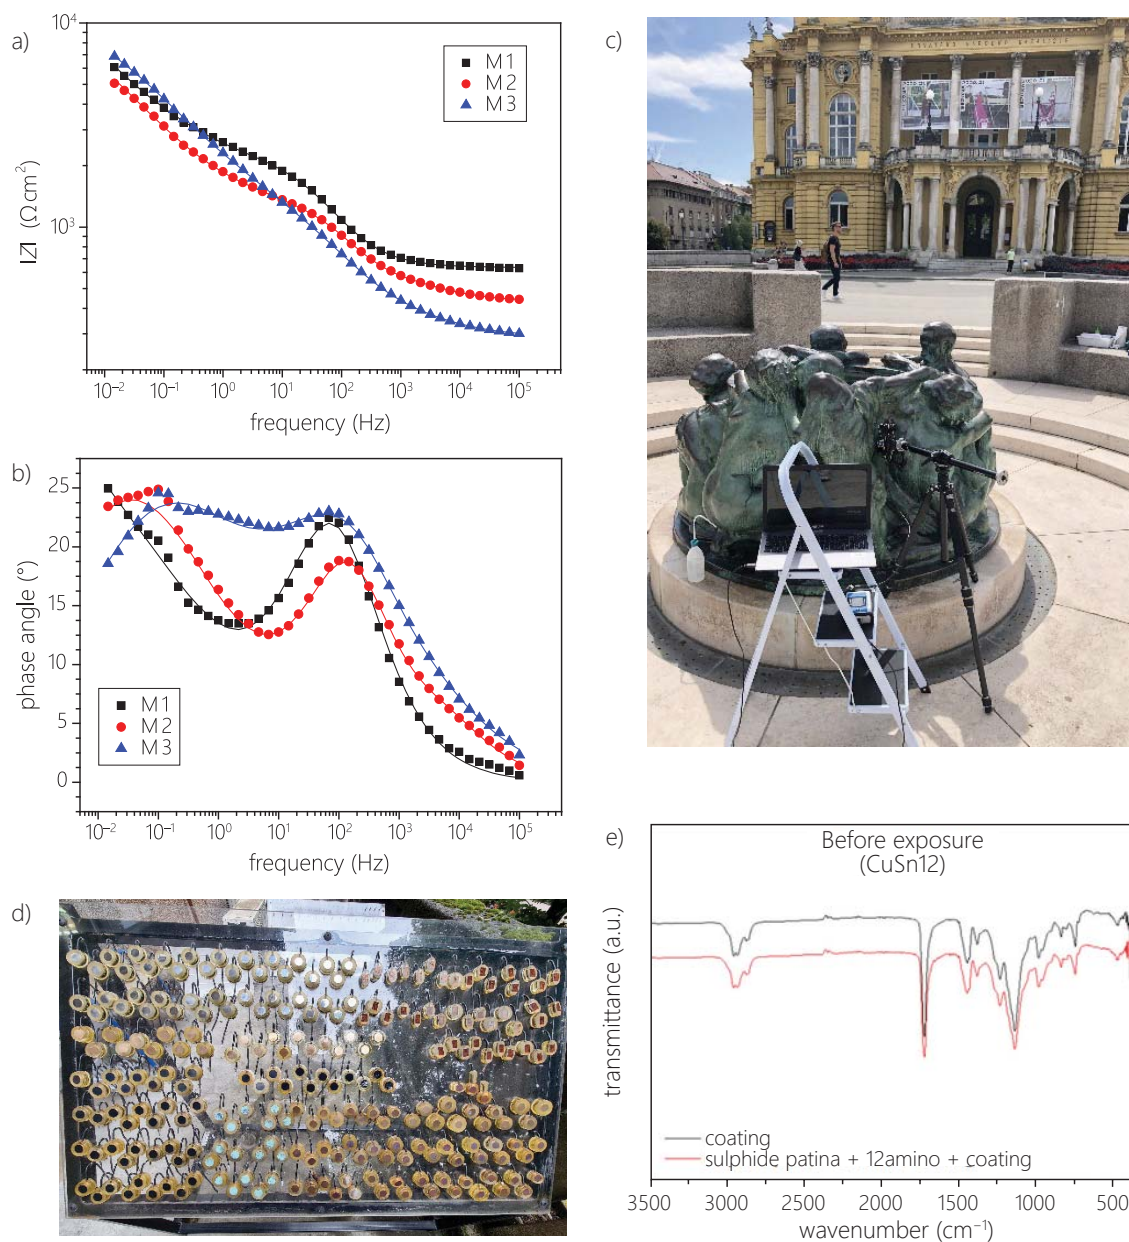 a)
10⁴
10³
|Z| (Ω cm²)
M1
M2
M3
10⁻² 10⁻¹ 10⁰ 10¹ 10² 10³ 10⁴ 10⁵
frequency (Hz)
b)
25
20
15
10
5
0
phase angle (°)
M1
M2
M3
10⁻² 10⁻¹ 10⁰ 10¹ 10² 10³ 10⁴ 10⁵
frequency (Hz)
c)
d)
e)
Before exposure
(CuSn12)
transmittance (a.u.)
coating
sulphide patina + 12amino + coating
3500 3000 2500 2000 1500 1000 500
wavenumber (cm⁻¹)